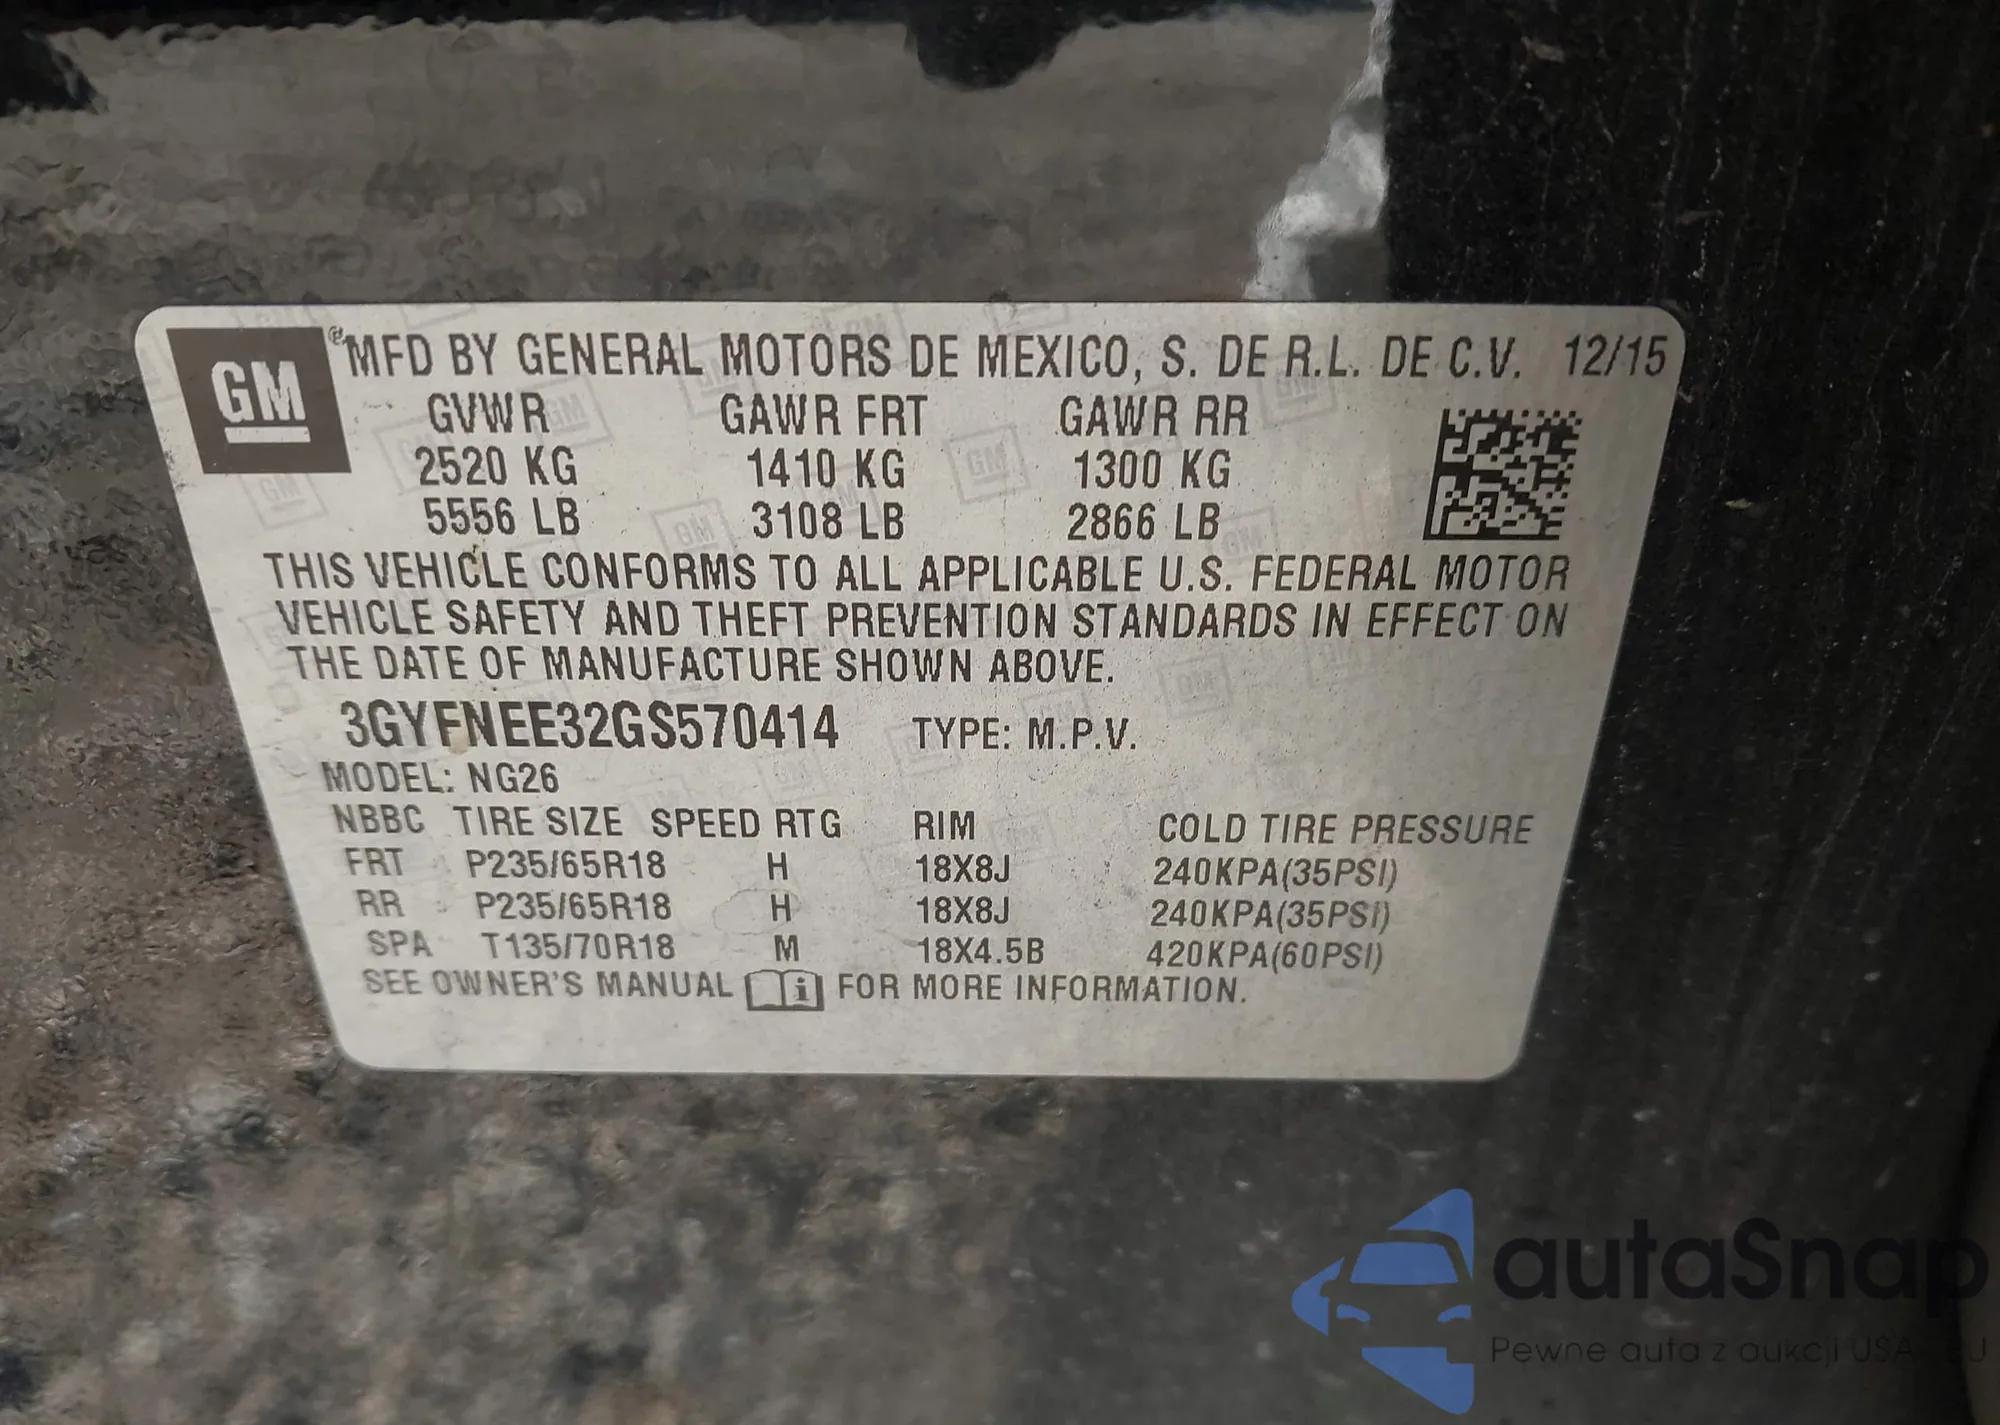 GM
®MFD BY GENERAL MOTORS DE MEXICO, S. DE R.L. DE C.V. 12/15
GVWR GAWR FRT GAWR RR
2520 KG 1410 KG 1300 KG
5556 LB 3108 LB 2866 LB
THIS VEHICLE CONFORMS TO ALL APPLICABLE U.S. FEDERAL MOTOR
VEHICLE SAFETY AND THEFT PREVENTION STANDARDS IN EFFECT ON
THE DATE OF MANUFACTURE SHOWN ABOVE.
3GYFNEE32GS570414 TYPE: M.P.V.
MODEL: NG26
NBBC TIRE SIZE SPEED RTG RIM COLD TIRE PRESSURE
FRT P235/65R18 H 18X8J 240KPA(35PSI)
RR P235/65R18 H 18X8J 240KPA(35PSI)
SPA T135/70R18 M 18X4.5B 420KPA(60PSI)
SEE OWNER'S MANUAL i FOR MORE INFORMATION.
autaSnap
Pewne auta z aukcji USA